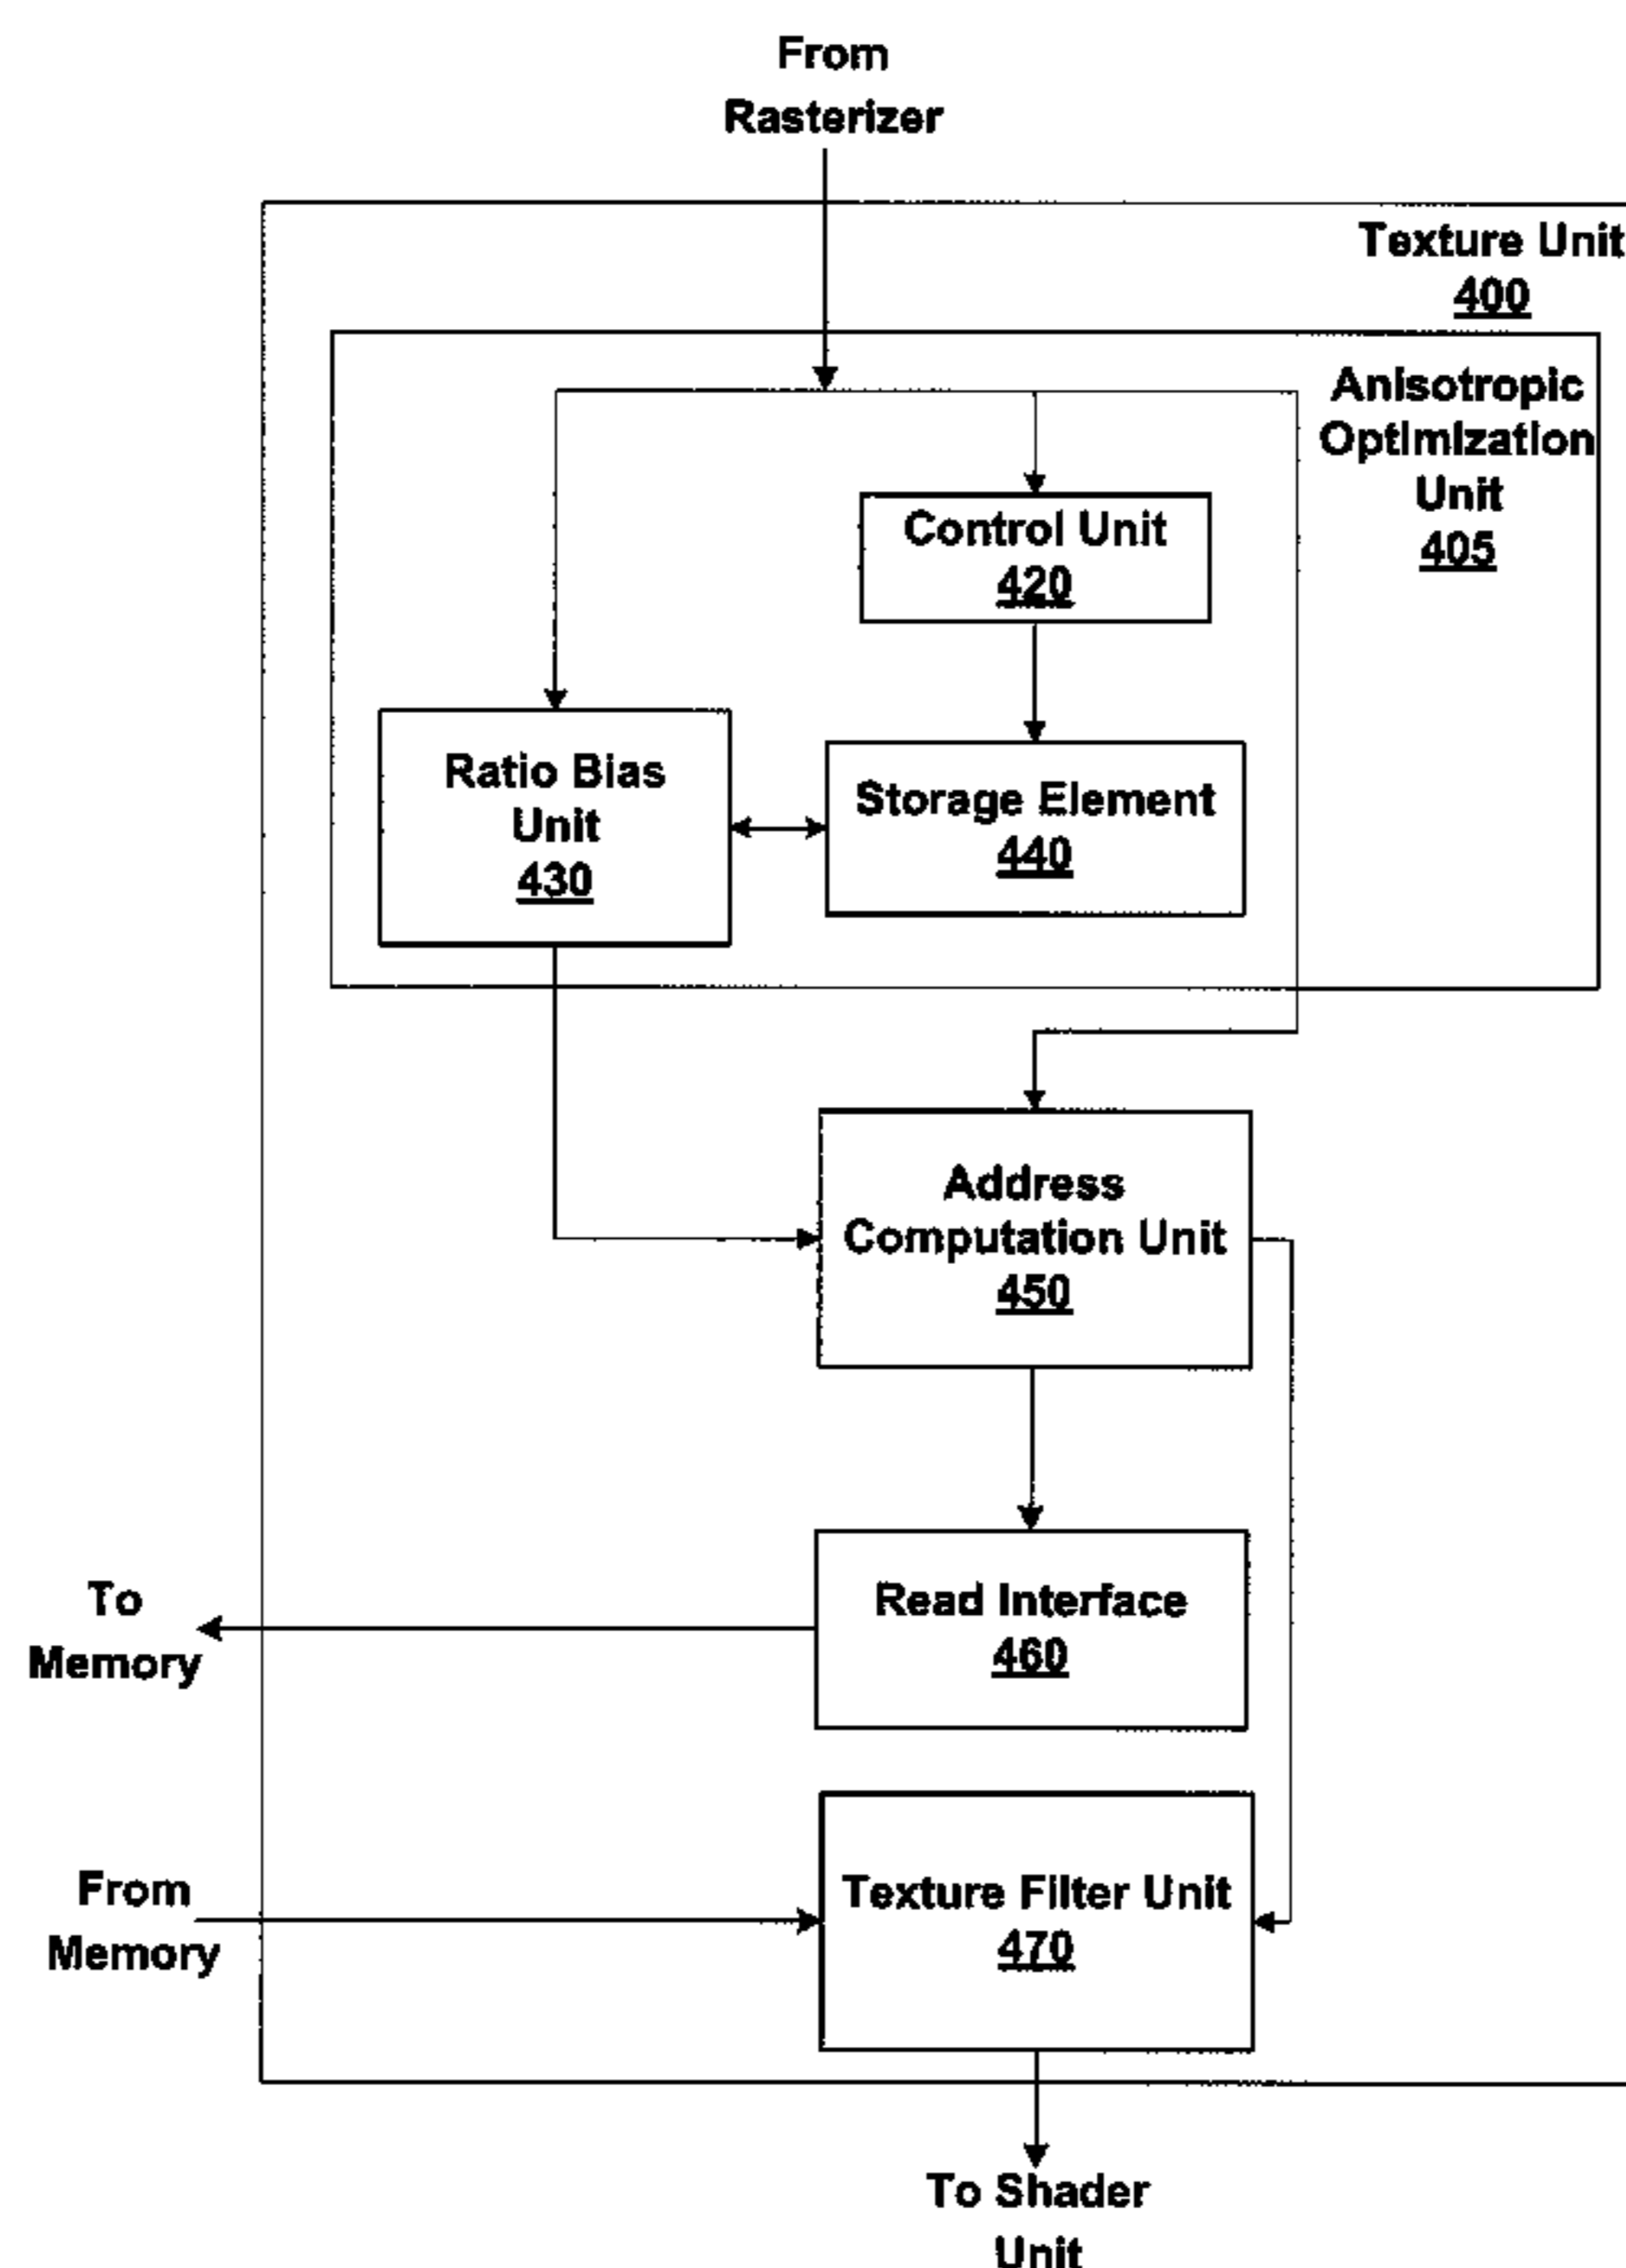 From
Rasterizer
Texture Unit
400
Anisotropic
Optimization
Unit
405
Control Unit
420
Ratio Bias
Unit
430
Storage Element
440
Address
Computation Unit
450
Read Interface
460
To
Memory
Texture Filter Unit
470
From
Memory
To Shader
Unit